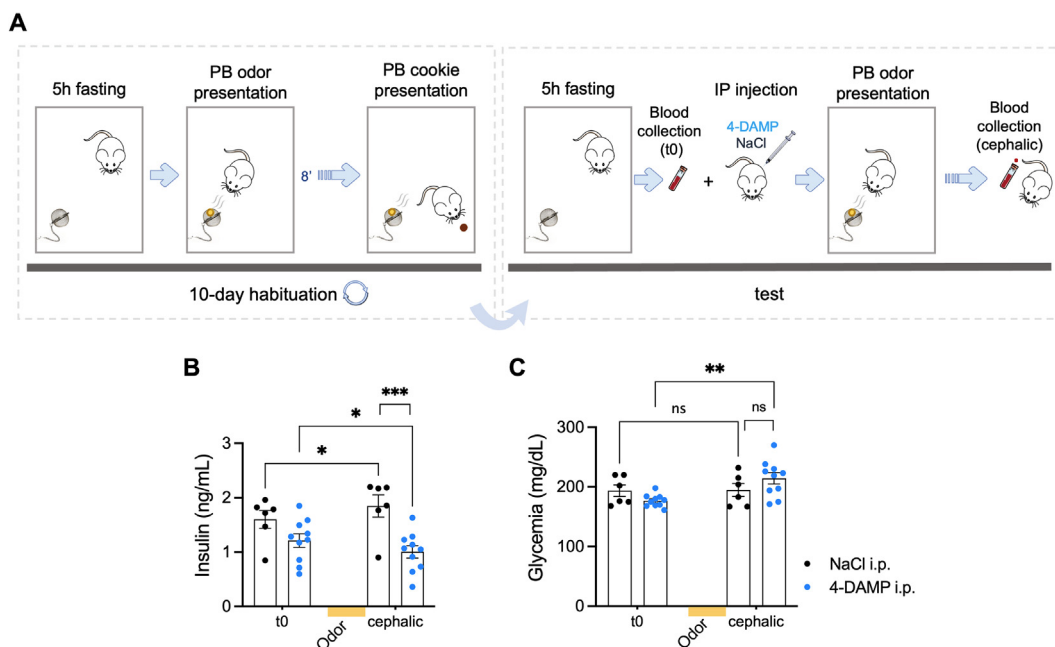 A
5h fasting
PB odor
presentation
8'
PB cookie
presentation
10-day habituation
5h fasting
Blood
collection
(t0)
+
IP injection
4-DAMP
NaCl
PB odor
presentation
Blood
collection
(cephalic)
test
B
Insulin (ng/mL)
3
2
1
0
*
*
***
t0
Odor
cephalic
C
Glycemia (mg/dL)
300
200
100
0
ns
**
ns
t0
Odor
cephalic
NaCl i.p.
4-DAMP i.p.